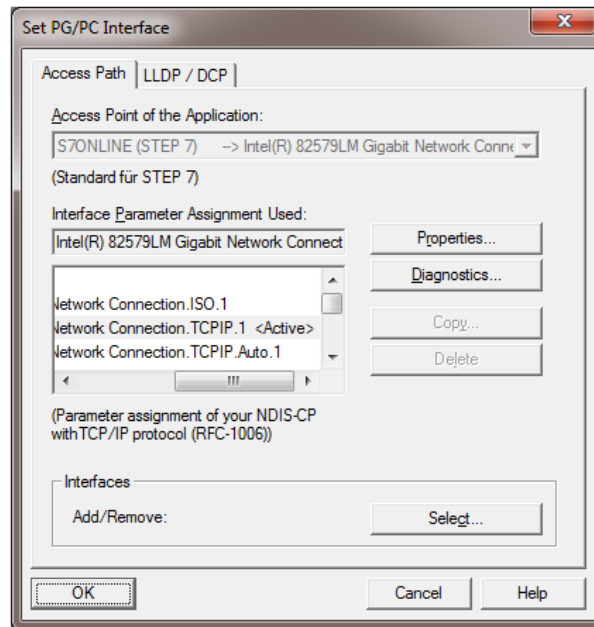 Set PG/PC Interface
Access Path
LLDP / DCP
Access Point of the Application:
S7ONLINE (STEP 7) --> Intel(R) 82579LM Gigabit Network Conne
(Standard für STEP 7)
Interface Parameter Assignment Used:
Intel(R) 82579LM Gigabit Network Connect
Properties...
Diagnostics...
Network Connection.ISO.1
Network Connection.TCPIP.1 <Active>
Network Connection.TCPIP.Auto.1
Copy...
Delete
(Parameter assignment of your NDIS-CP
with TCP/IP protocol (RFC-1006))
Interfaces
Add/Remove:
Select...
OK
Cancel
Help